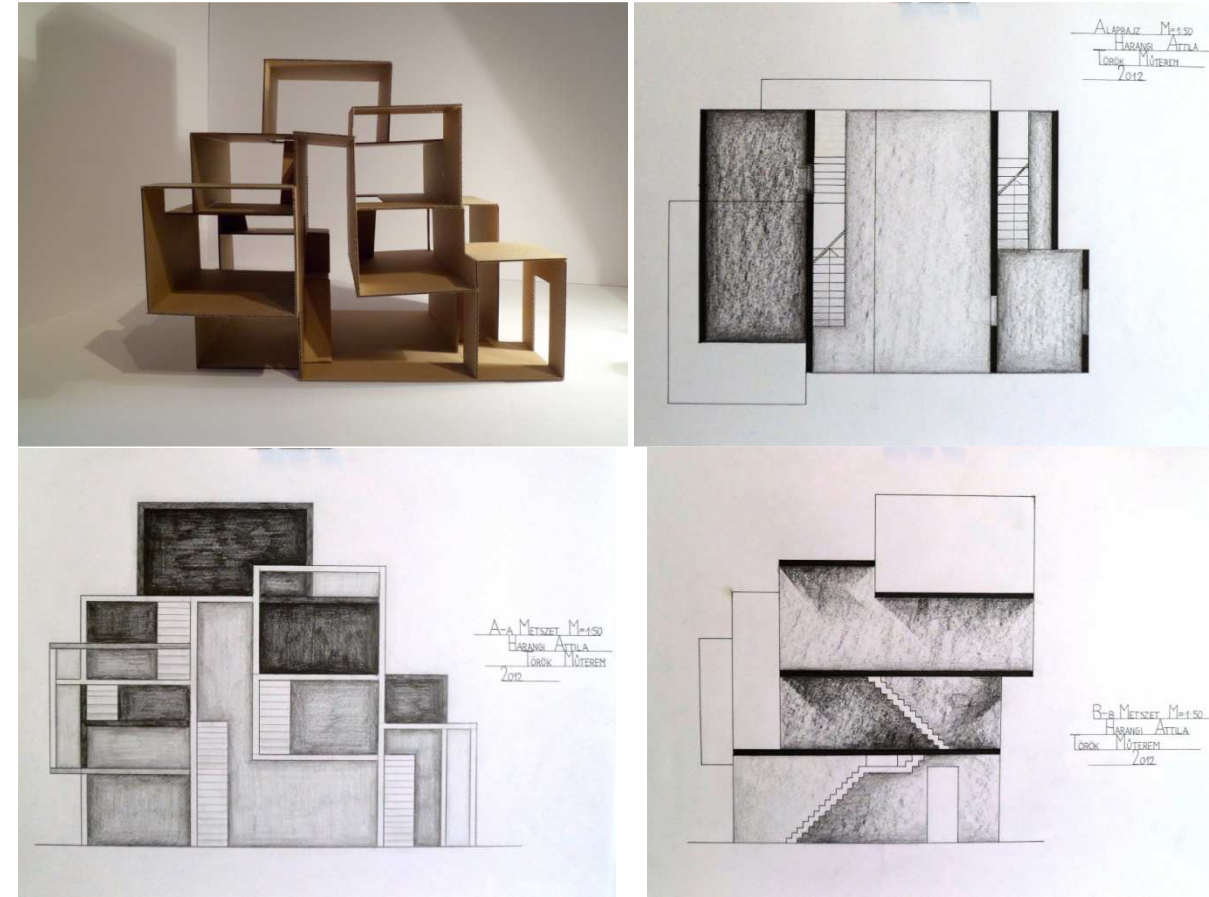 ALAPRAJZ M=1:50
HARANGI ATTILA
TÖRÖK MŰTEREM
2012
A-A METSZET M=1:50
HARANGI ATTILA
TÖRÖK MŰTEREM
2012
B-B METSZET M=1:50
HARANGI ATTILA
TÖRÖK MŰTEREM
2012